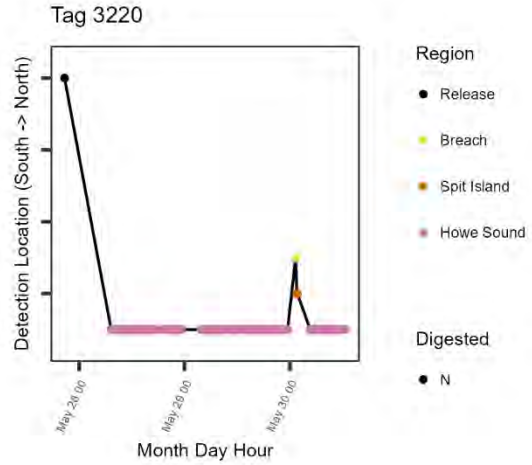 Tag 3220
Detection Location (South -> North)
May 28 00
May 29 00
May 30 00
Month Day Hour
Region
Release
Breach
Spit Island
Howe Sound
Digested
N